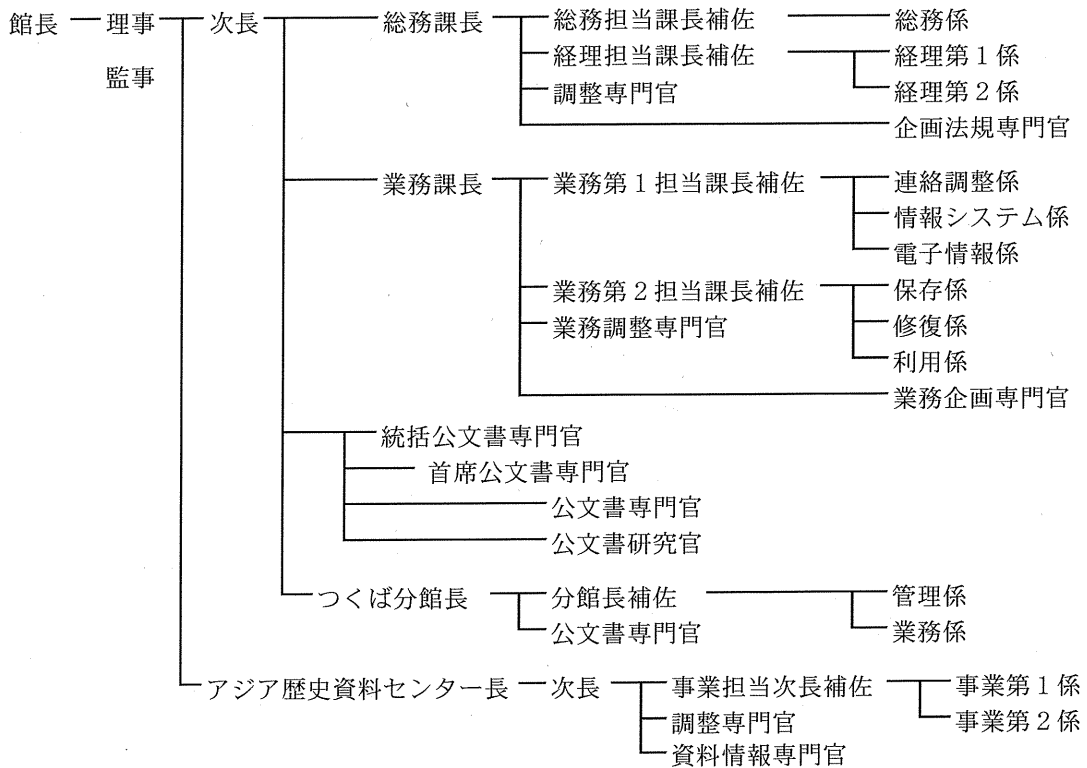 館長 理事 次長 総務課長 総務担当課長補佐 総務係
監事 経理担当課長補佐 経理第１係
調整専門官 経理第２係
企画法規専門官
業務課長 業務第１担当課長補佐 連絡調整係
情報システム係
電子情報係
業務第２担当課長補佐 保存係
業務調整専門官 修復係
利用係
業務企画専門官
統括公文書専門官
首席公文書専門官
公文書専門官
公文書研究官
つくば分館長 分館長補佐 管理係
公文書専門官 業務係
アジア歴史資料センター長 次長 事業担当次長補佐 事業第１係
調整専門官 事業第２係
資料情報専門官